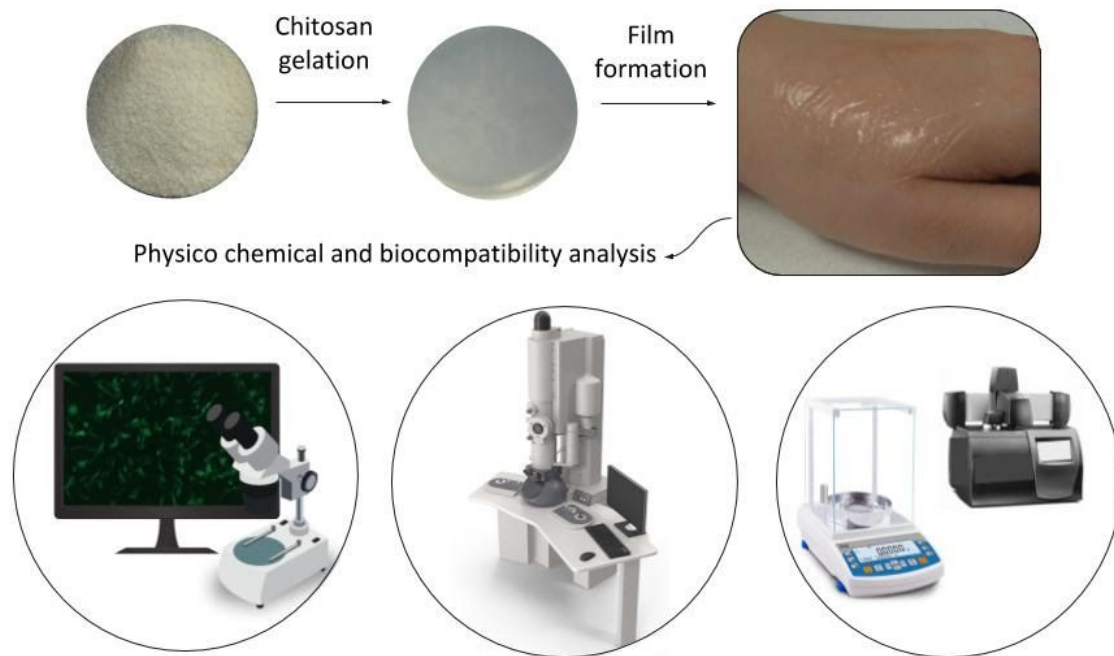 Chitosan
gelation
Film
formation
Physico chemical and biocompatibility analysis